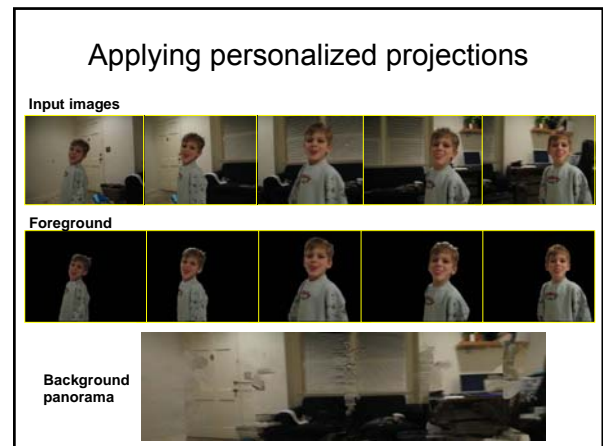 Applying personalized projections
Input images
Foreground
Background
panorama